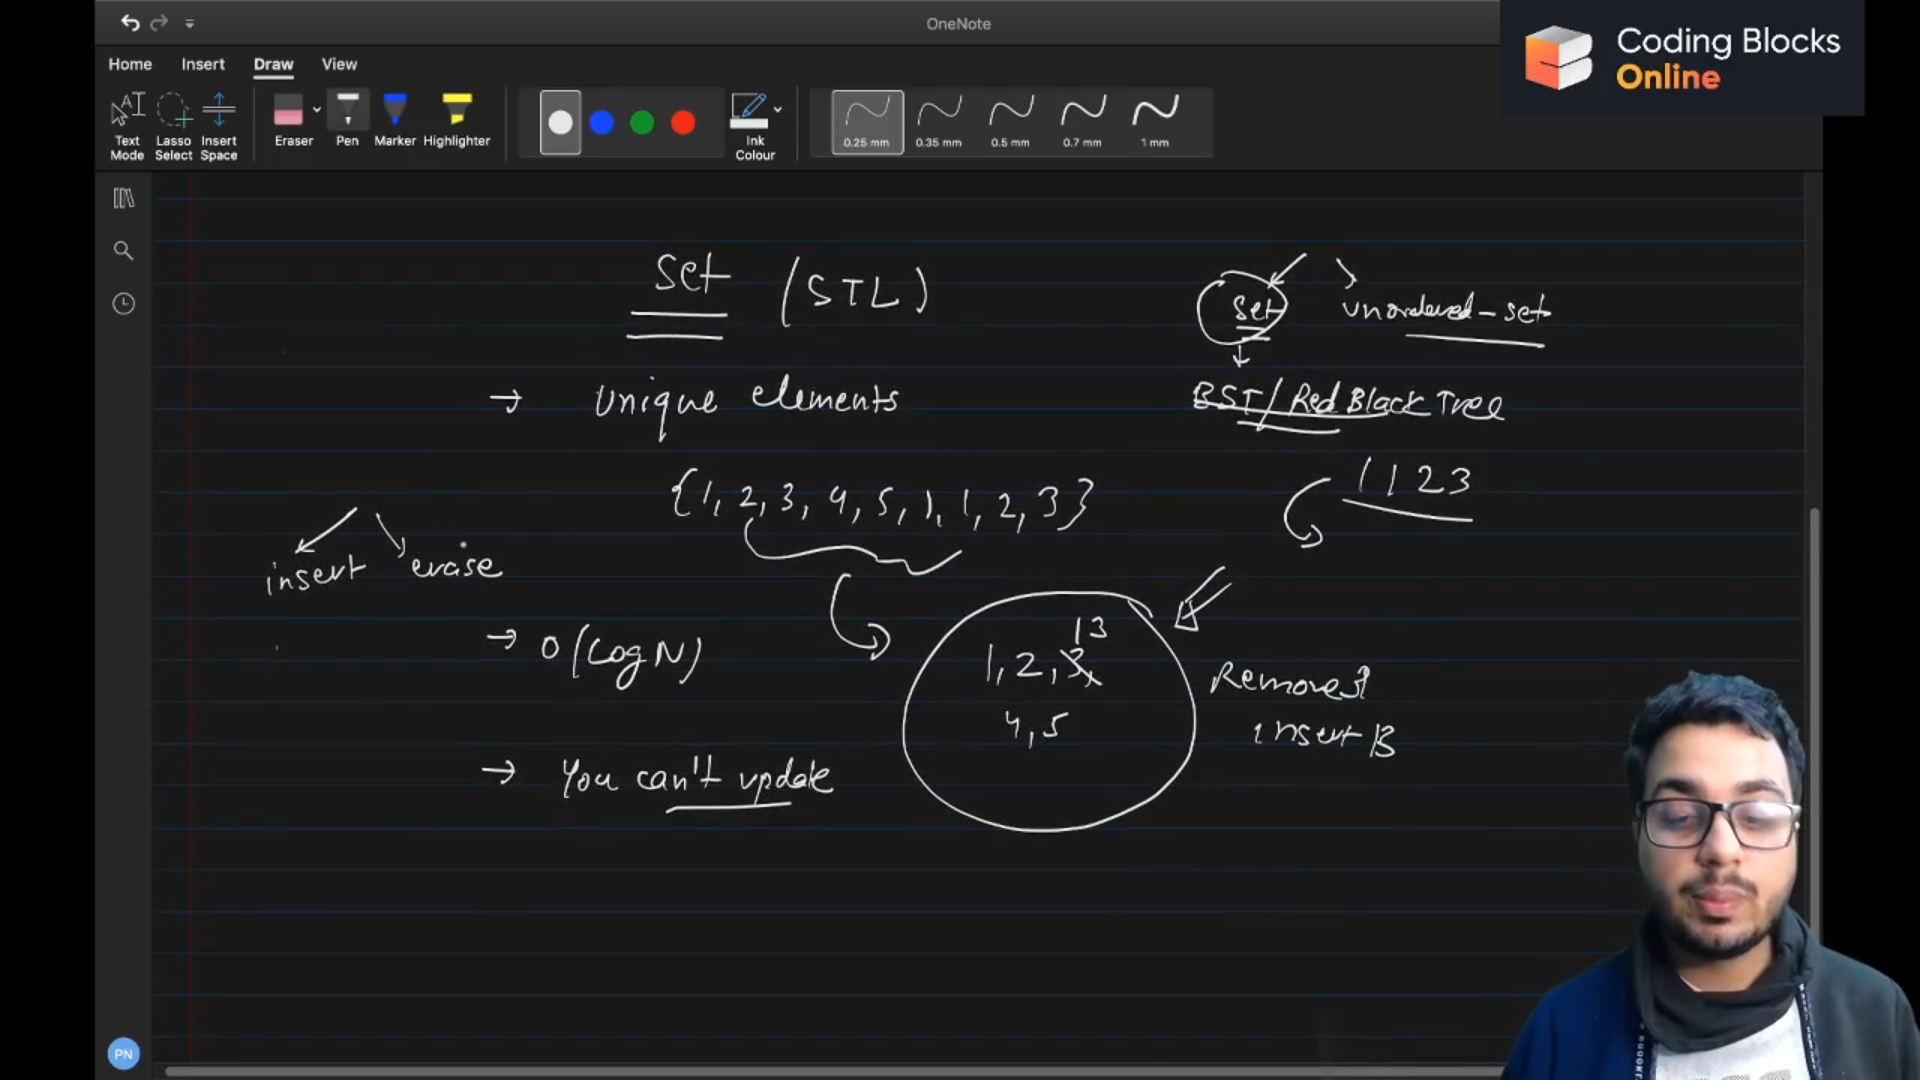 OneNote
Coding Blocks
Online
Home Insert Draw View
Text Mode
Lasso Select
Insert Space
Eraser
Pen
Marker
Highlighter
Ink Colour
0.25 mm
0.35 mm
0.5 mm
0.7 mm
1 mm
Set (STL)
Set
unordered-set
→ Unique elements
BST/Red Black Tree
{1, 2, 3, 4, 5, 1, 1, 2, 3}
1 1 2 3
insert erase
→ O(Log N)
13
1, 2, 3,
4, 5
Remove 3
insert 13
→ You can't update
PN